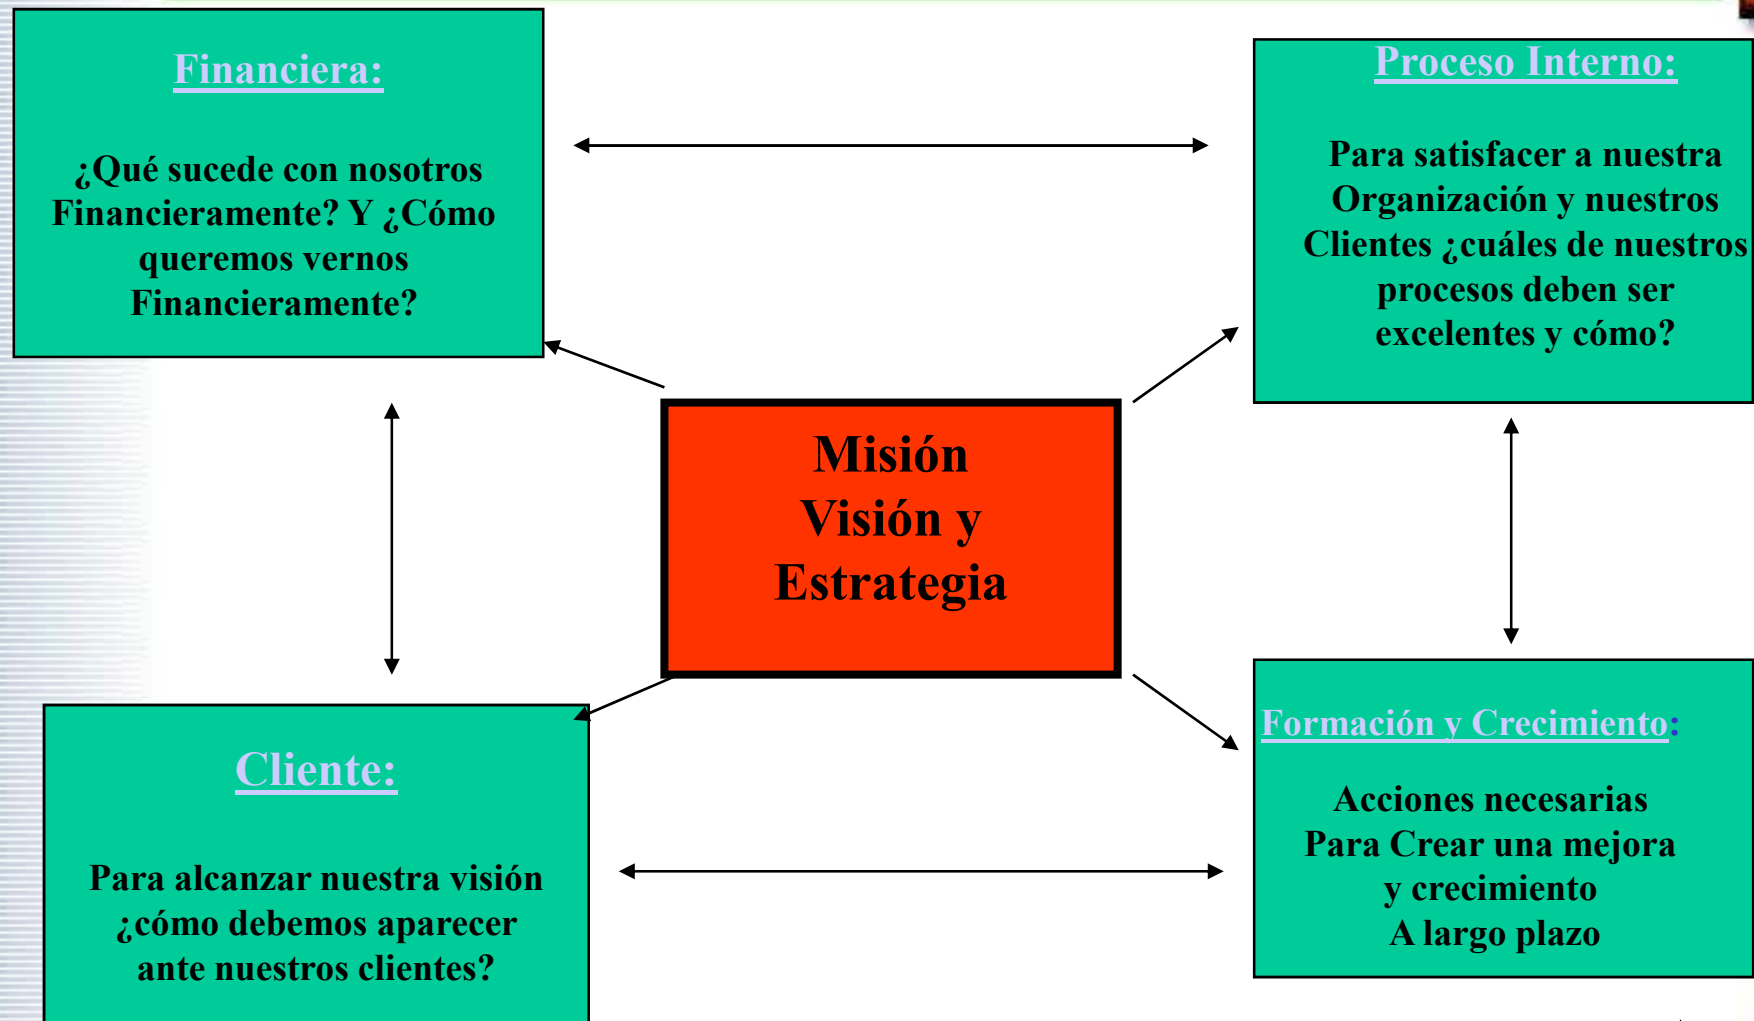 Financiera:
¿Qué sucede con nosotros
Financieramente? Y ¿Cómo
queremos vernos
Financieramente?
Proceso Interno:
Para satisfacer a nuestra
Organización y nuestros
Clientes ¿cuáles de nuestros
procesos deben ser
excelentes y cómo?
Misión
Visión y
Estrategia
Cliente:
Para alcanzar nuestra visión
¿cómo debemos aparecer
ante nuestros clientes?
Formación y Crecimiento:
Acciones necesarias
Para Crear una mejora
y crecimiento
A largo plazo